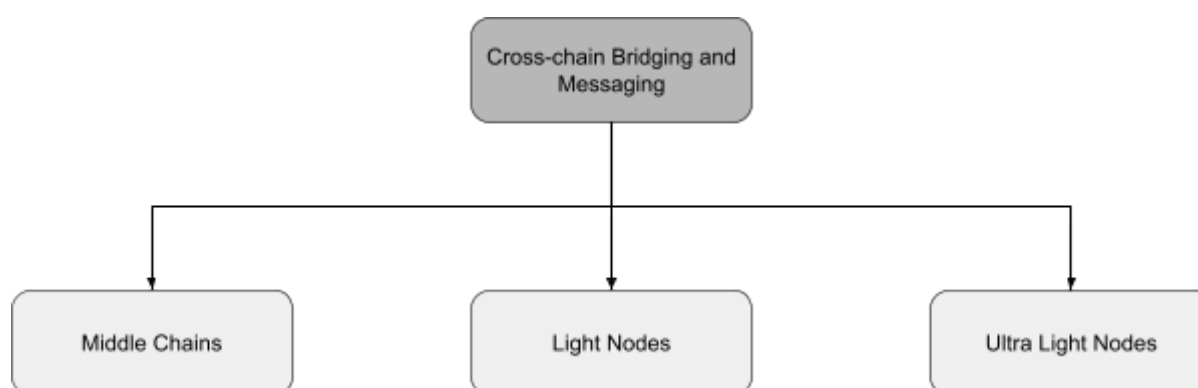 Cross-chain Bridging and
Messaging
Middle Chains
Light Nodes
Ultra Light Nodes